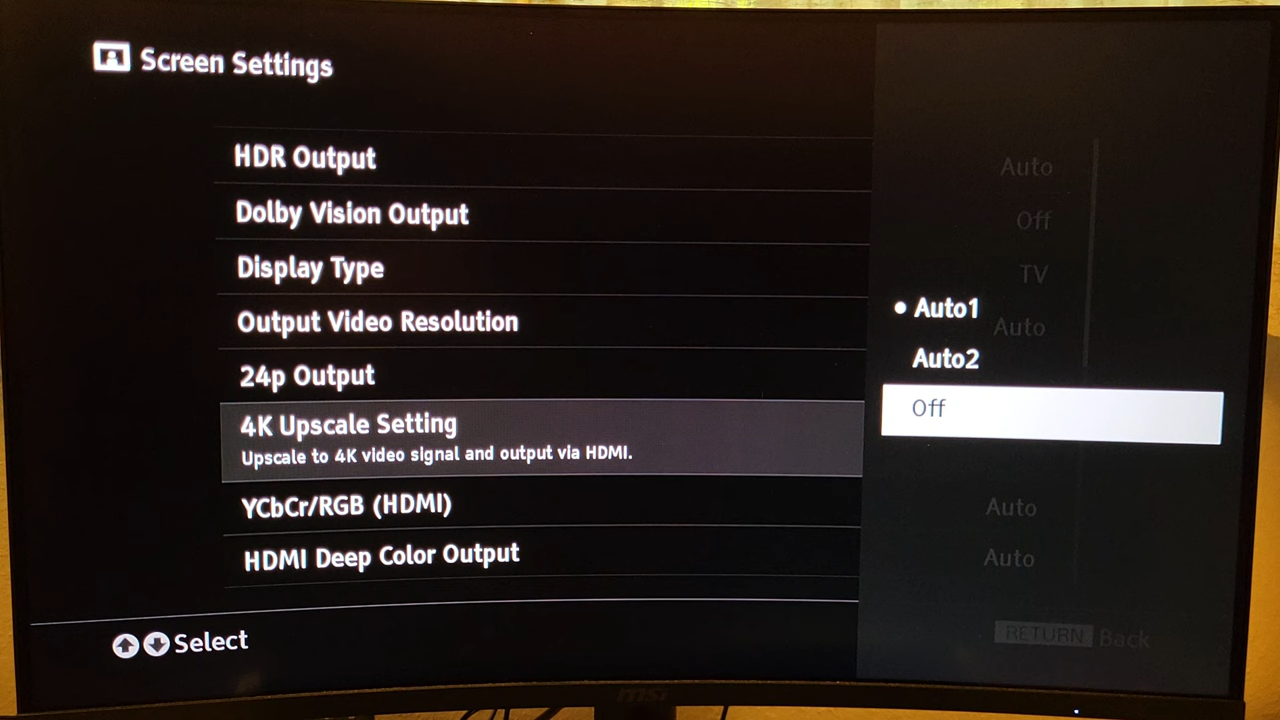 Screen Settings
HDR Output
Auto
Dolby Vision Output
Off
Display Type
TV
Output Video Resolution
Auto1
Auto
24p Output
Auto2
4K Upscale Setting
Off
Upscale to 4K video signal and output via HDMI.
YCbCr/RGB (HDMI)
Auto
HDMI Deep Color Output
Auto
Select
RETURN Back
msi